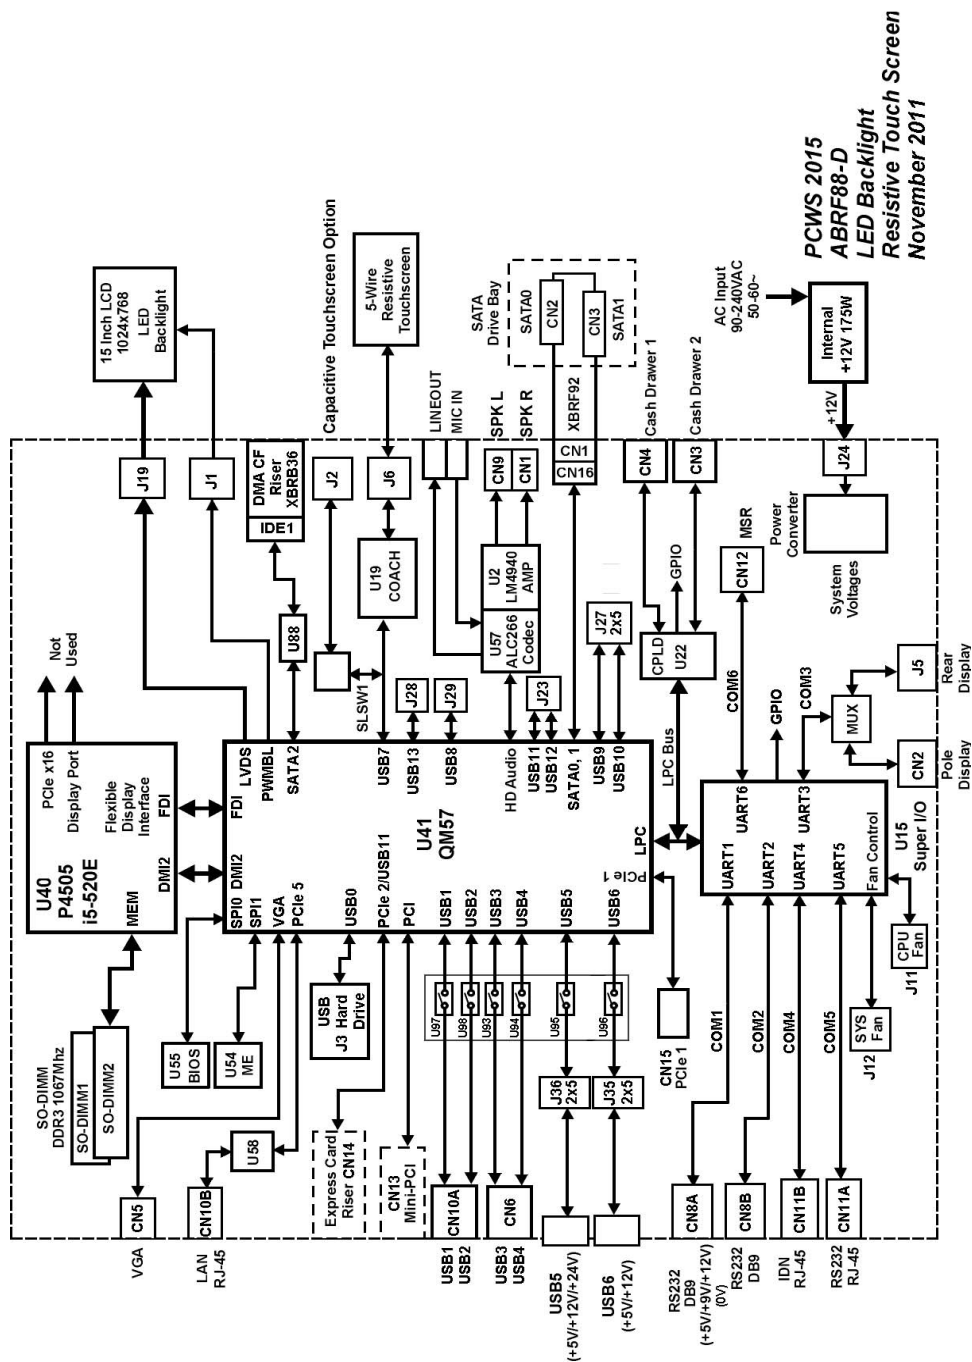 PCWS 2015
ABRF88-D
LED Backlight
Resistive Touch Screen
November 2011
15 Inch LCD
1024x768
LED
Backlight
Capacitive Touchscreen Option
5-Wire
Resistive
Touchscreen
SATA
Drive Bay
SATA0
CN2
CN3
SATA1
AC Input
90-240VAC
50-60~
Internal
+12V 175W
+12V
J19
J1
DMA CF
Riser
XBRB36
IDE1
J2
J6
LINEOUT
MIC IN
SPK L
SPK R
CN9
CN1
XBRF92
CN1
CN16
Cash Drawer 1
CN4
Cash Drawer 2
CN3
J24
Not
Used
U88
U19
COACH
SLSW1
U2
LM4940
AMP
U57
ALC266
Codec
J28
J29
J23
J27
2x5
CPLD
U22
GPIO
LPC Bus
CN12
MSR
Power
Converter
System
Voltages
COM6
GPIO
COM3
MUX
J5
Rear
Display
CN2
Pole
Display
U40
P4505
i5-520E
PCIe x16
Display Port
Flexible
Display
Interface
FDI
DMI2
MEM
U41
QM57
FDI
DMI2
LVDS
PWMBL
SATA2
USB7
USB13
USB8
HD Audio
USB11
USB12
SATA0, 1
USB9
USB10
LPC
PCIe 1
SPI0
SPI1
VGA
PCIe 5
USB0
PCIe 2/USB11
PCI
USB1
USB2
USB3
USB4
USB5
USB6
U15
Super I/O
UART6
UART3
UART1
UART2
UART4
UART5
Fan Control
SO-DIMM
DDR3 1067Mhz
SO-DIMM1
SO-DIMM2
U55
BIOS
U54
ME
USB
J3 Hard
Drive
U97
U98
U93
U94
U95
U96
J36
2x5
J35
2x5
CN15
PCIe 1
COM1
COM2
COM4
COM5
CPU
Fan
J11
SYS
Fan
J12
U58
Express Card
Riser CN14
CN13
Mini-PCI
CN5
VGA
CN10B
LAN
RJ-45
CN10A
USB1
USB2
CN6
USB3
USB4
USB5
(+5V/+12V/+24V)
USB6
(+5V/+12V)
CN8A
RS232
DB9
(+5V/+9V/+12V)
(0V)
CN8B
RS232
DB9
CN11B
IDN
RJ-45
CN11A
RS232
RJ-45